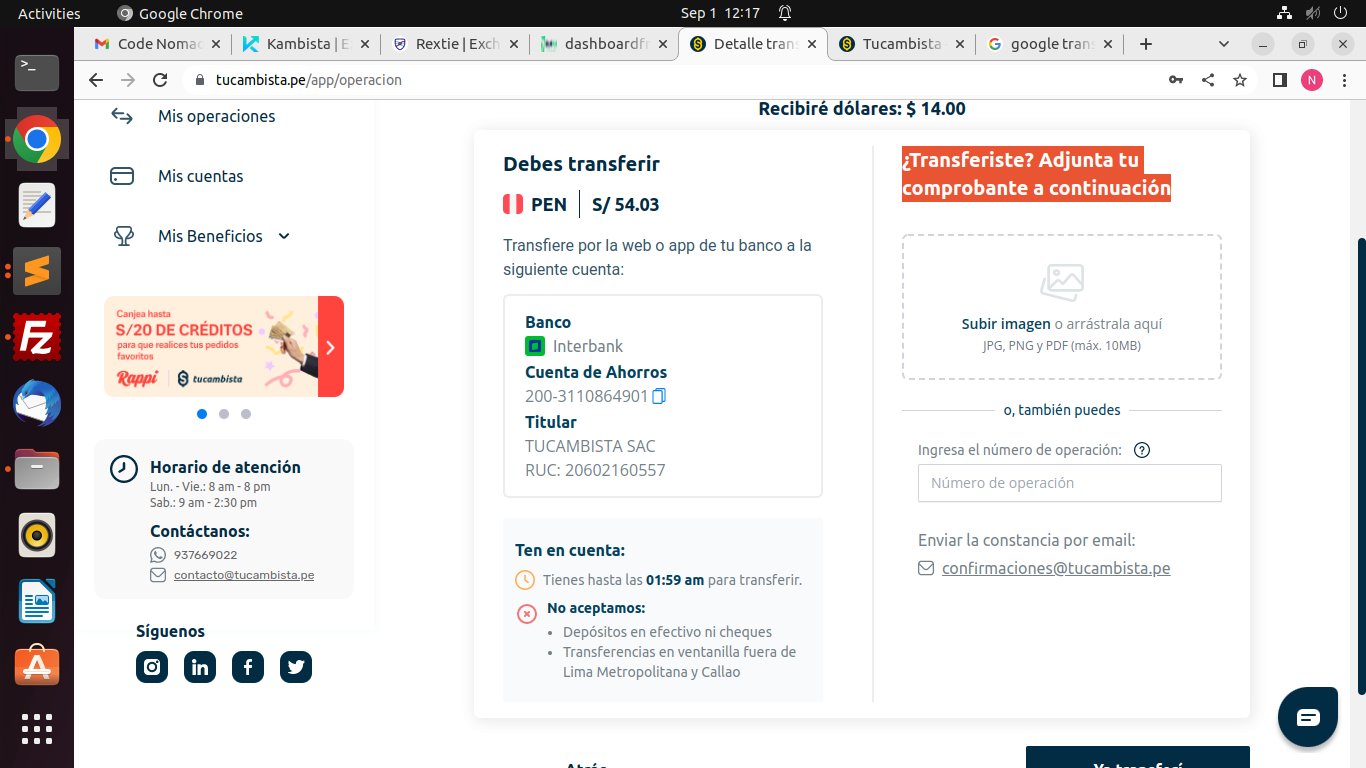 Activities
Google Chrome
Sep 1 12:17
Code Nomac
Kambista | E
Rextie | Exch
dashboardfr
Detalle trans
Tucambista
google trans
tucambista.pe/app/operacion
N
Mis operaciones
Mis cuentas
Mis Beneficios
Canjea hasta
S/20 DE CRÉDITOS
para que realices tus pedidos
favoritos
Rappi
tucambista
Horario de atención
Lun. - Vie.: 8 am - 8 pm
Sab.: 9 am - 2:30 pm
Contáctanos:
937669022
contacto@tucambista.pe
Síguenos
Recibiré dólares: $ 14.00
Debes transferir
PEN
S/ 54.03
Transfiere por la web o app de tu banco a la
siguiente cuenta:
Banco
Interbank
Cuenta de Ahorros
200-3110864901
Titular
TUCAMBISTA SAC
RUC: 20602160557
Ten en cuenta:
Tienes hasta las 01:59 am para transferir.
No aceptamos:
• Depósitos en efectivo ni cheques
• Transferencias en ventanilla fuera de
Lima Metropolitana y Callao
¿Transferiste? Adjunta tu
comprobante a continuación
Subir imagen o arrástrala aquí
JPG, PNG y PDF (máx. 10MB)
o, también puedes
Ingresa el número de operación:
Número de operación
Enviar la constancia por email:
confirmaciones@tucambista.pe
Atrás
Ya transferí